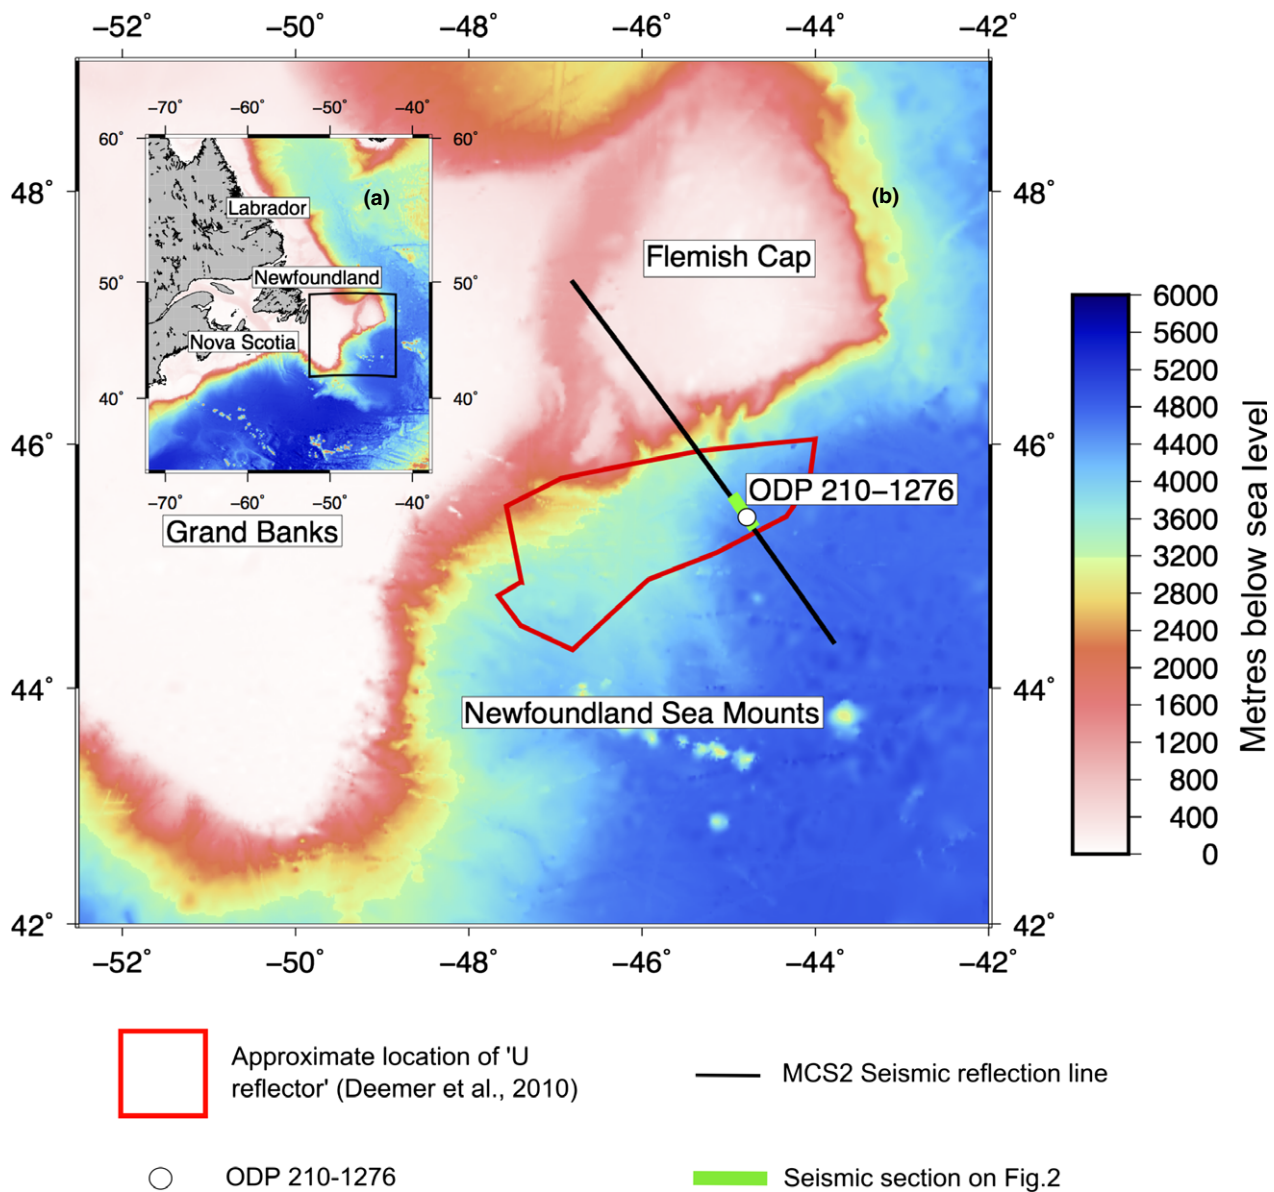 −52° −50° −48° −46° −44° −42°
−70° −60° −50° −40°
60° 60°
48° (a) (b) 48°
Labrador
Flemish Cap
Newfoundland
50° 50°
Nova Scotia
40° 40°
46° 46°
−70° −60° −50° −40°
ODP 210−1276
Grand Banks
44° 44°
Newfoundland Sea Mounts
42° 42°
−52° −50° −48° −46° −44° −42°
6000
5600
5200
4800
4400
4000
3600
3200
2800
2400
2000
1600
1200
800
400
0
Metres below sea level
Approximate location of 'U
reflector' (Deemer et al., 2010)
MCS2 Seismic reflection line
ODP 210-1276
Seismic section on Fig.2